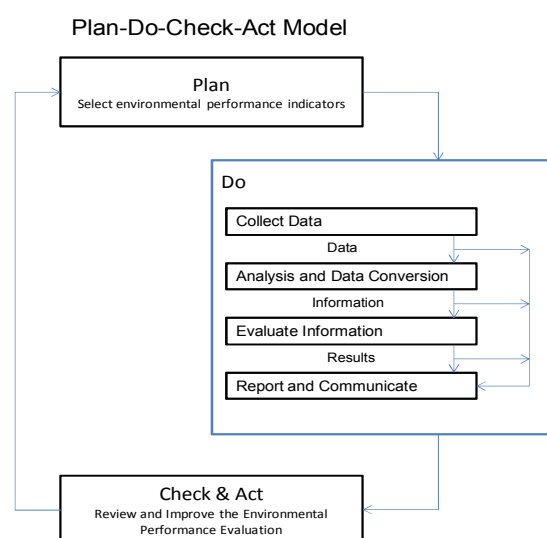 Plan-Do-Check-Act Model
Plan
Select environmental performance indicators
Do
Collect Data
Data
Analysis and Data Conversion
Information
Evaluate Information
Results
Report and Communicate
Check & Act
Review and Improve the Environmental
Performance Evaluation